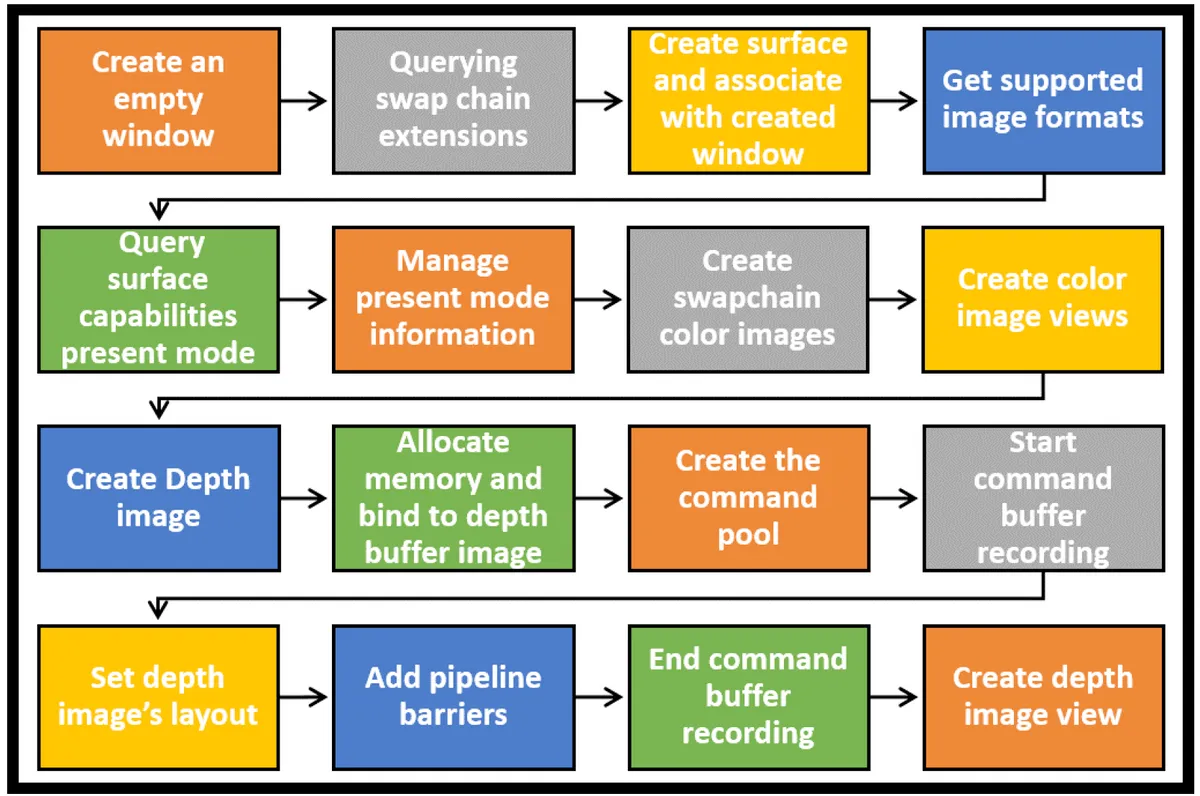 Create an
empty
window
Querying
swap chain
extensions
Create surface
and associate
with created
window
Get supported
image formats
Query
surface
capabilities
present mode
Manage
present mode
information
Create
swapchain
color images
Create color
image views
Create Depth
image
Allocate
memory and
bind to depth
buffer image
Create the
command
pool
Start
command
buffer
recording
Set depth
image’s layout
Add pipeline
barriers
End command
buffer
recording
Create depth
image view